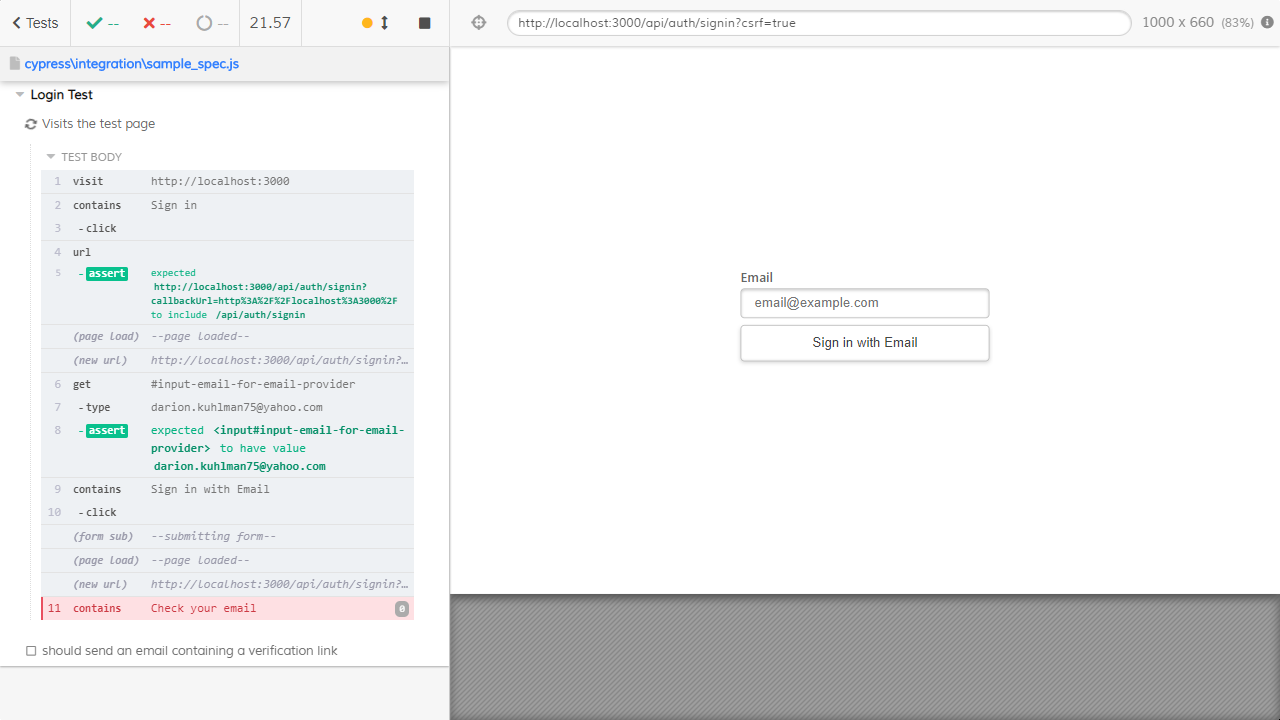 Tests
--
--
--
21.57
http://localhost:3000/api/auth/signin?csrf=true
1000 x 660 (83%)
cypress\integration\sample_spec.js
Login Test
Visits the test page
TEST BODY
1 visit http://localhost:3000
2 contains Sign in
3 -click
4 url
5 -assert expected
http://localhost:3000/api/auth/signin?
callbackUrl=http%3A%2F%2Flocalhost%3A3000%2F
to include /api/auth/signin
(page load) --page loaded--
(new url) http://localhost:3000/api/auth/signin?…
6 get #input-email-for-email-provider
7 -type darion.kuhlman75@yahoo.com
8 -assert expected <input#input-email-for-email-
provider> to have value
darion.kuhlman75@yahoo.com
9 contains Sign in with Email
10 -click
(form sub) --submitting form--
(page load) --page loaded--
(new url) http://localhost:3000/api/auth/signin?…
11 contains Check your email 0
should send an email containing a verification link
Email
email@example.com
Sign in with Email